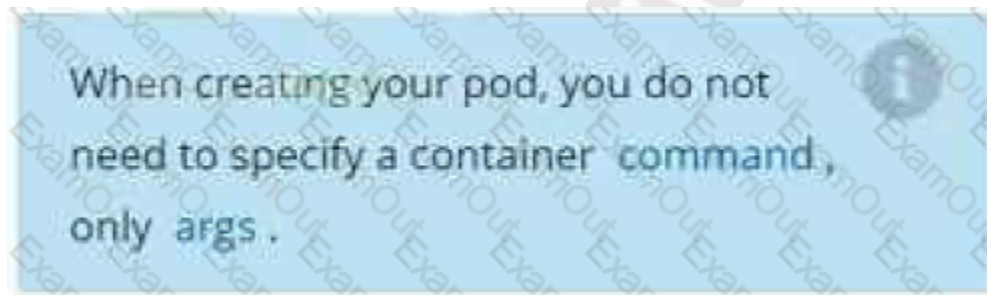 When creating your pod, you do not
need to specify a container command ,
only args .